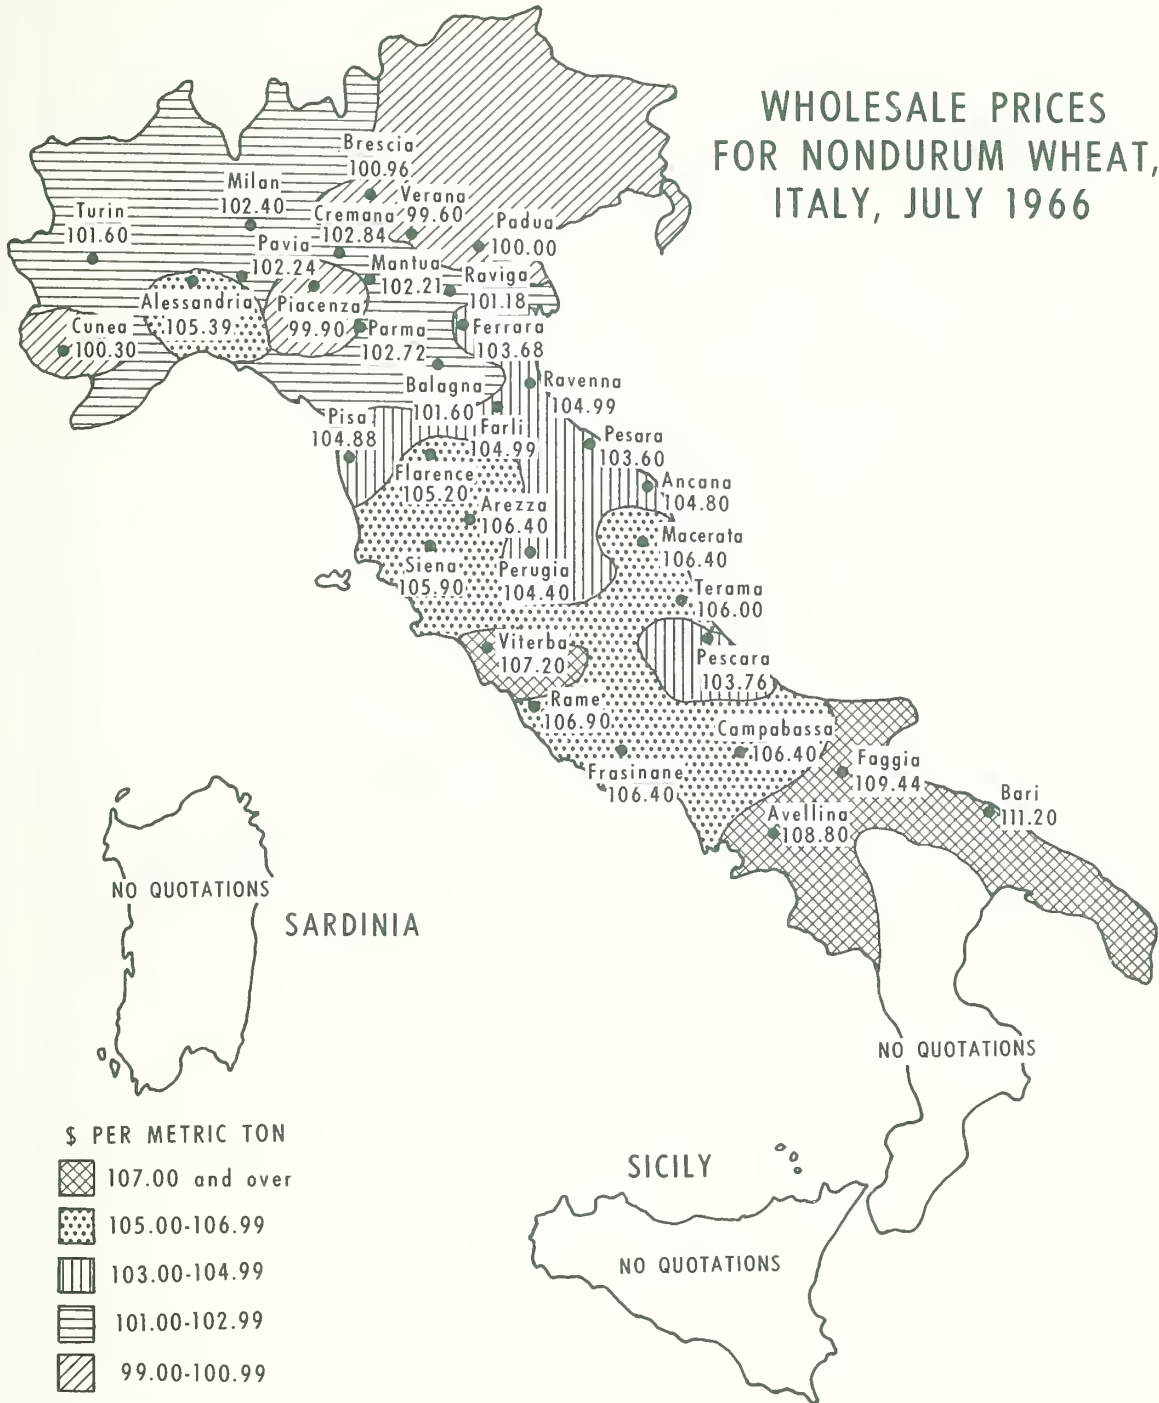 WHOLESALE PRICES
FOR NONDURUM WHEAT,
ITALY, JULY 1966
Brescia
100.96
Milan
102.40
Verana
99.60
Turin
101.60
Cremana
102.84
Padua
100.00
Pavia
102.24
Mantua
102.21
Raviga
101.18
Alessandria
105.39
Piacenza
99.90
Cunea
100.30
Parma
102.72
Ferrara
103.68
Balagna
101.60
Ravenna
104.99
Pisa
104.88
Farli
104.99
Pesara
103.60
Flarence
105.20
Ancana
104.80
Arezza
106.40
Macerata
106.40
Siena
105.90
Perugia
104.40
Terama
106.00
Viterba
107.20
Pescara
103.76
Rame
106.90
Campabassa
106.40
Frasinane
106.40
Faggia
109.44
Bari
111.20
Avellina
108.80
NO QUOTATIONS
SARDINIA
NO QUOTATIONS
SICILY
NO QUOTATIONS
$ PER METRIC TON
107.00 and over
105.00-106.99
103.00-104.99
101.00-102.99
99.00-100.99